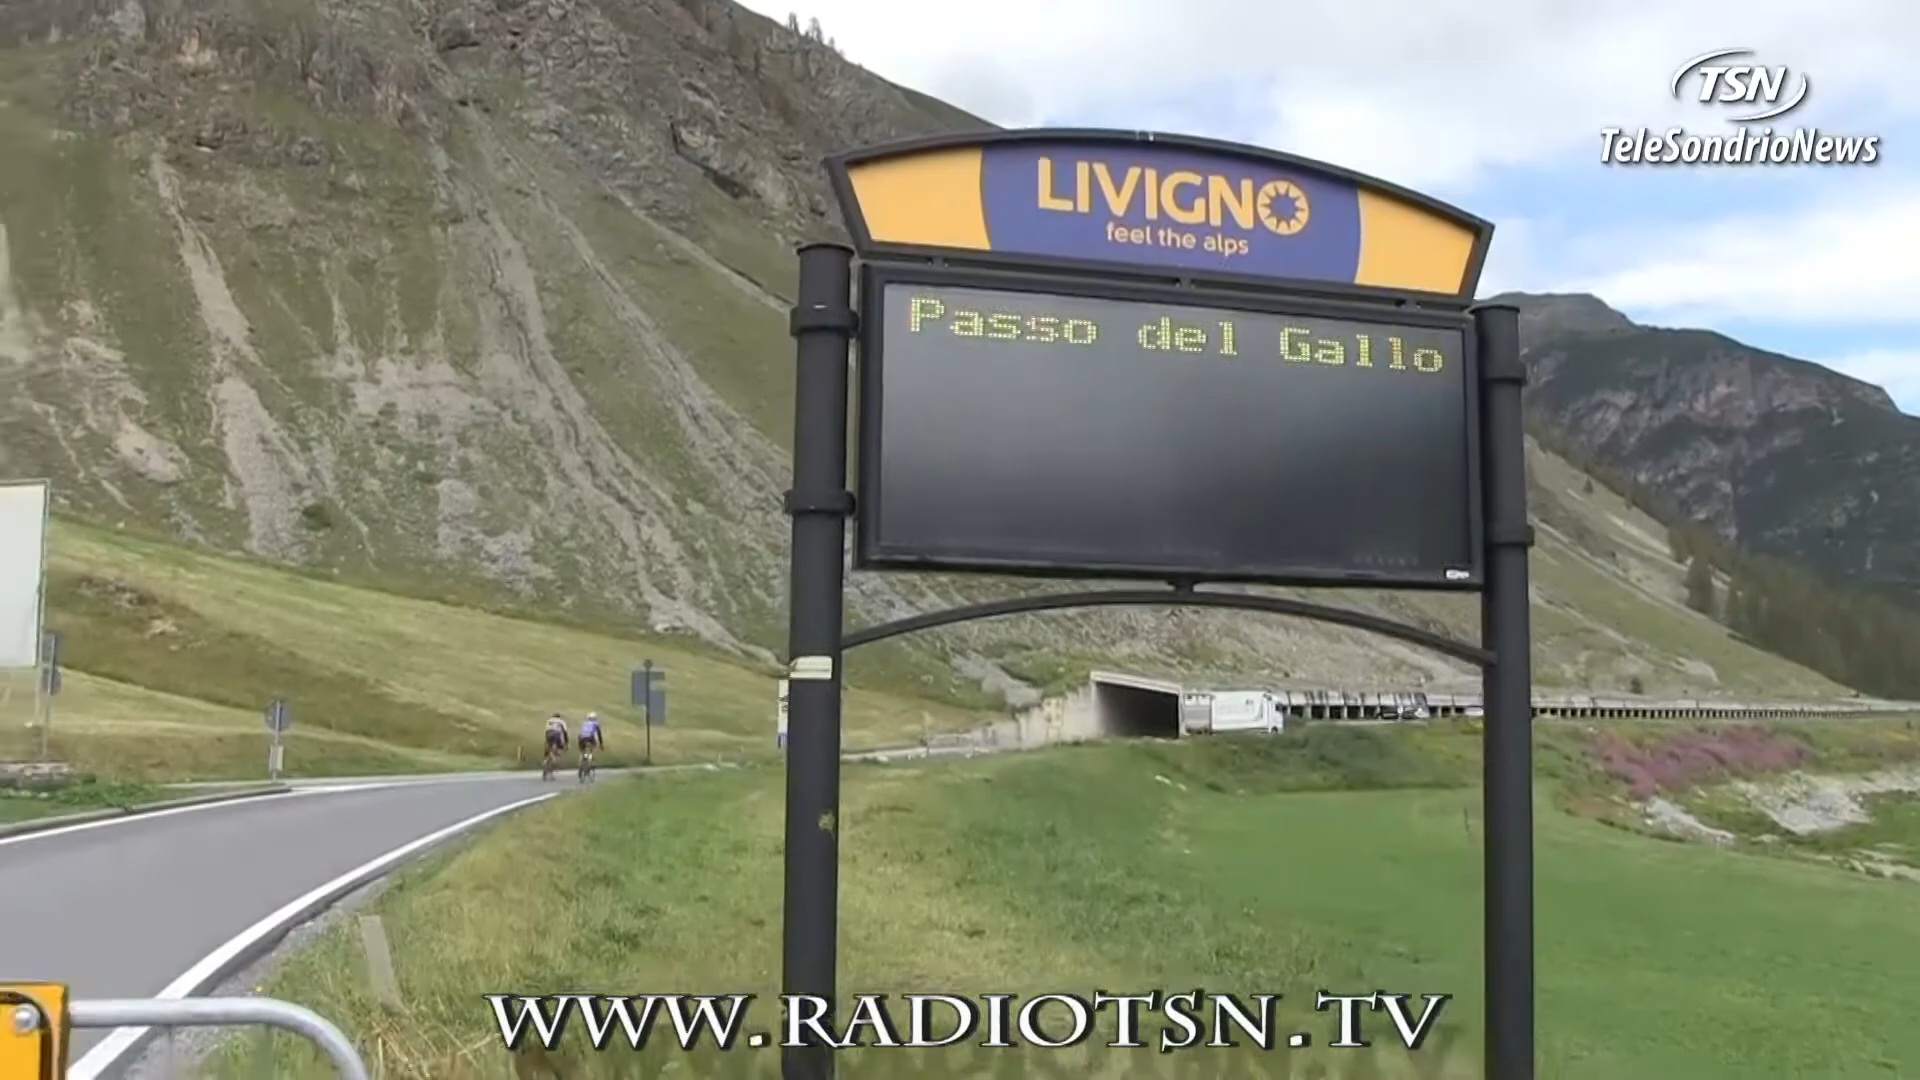 TSN
TeleSondrioNews
LIVIGNO
feel the alps
Passo del Gallo
WWW.RADIOTSN.TV